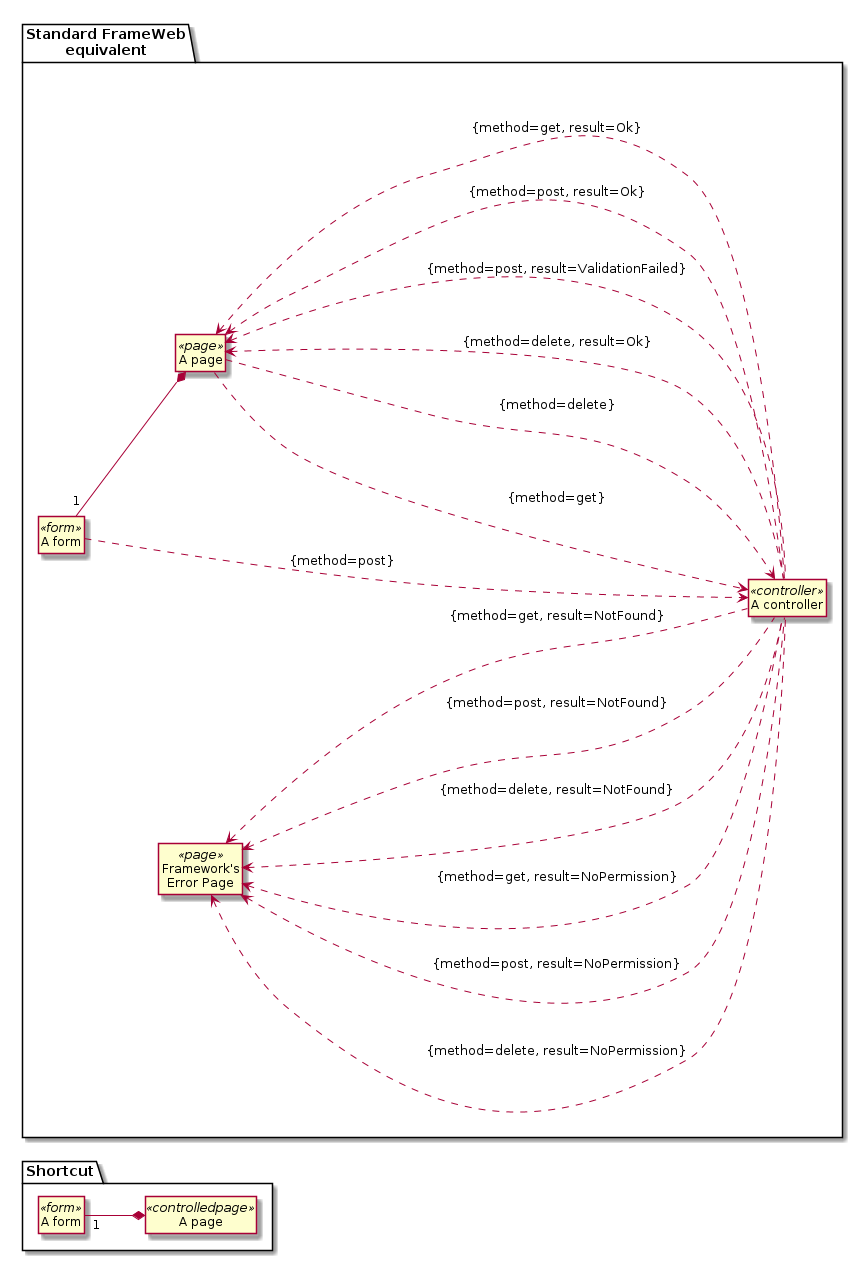 Standard FrameWeb
equivalent
{method=get, result=Ok}
{method=post, result=Ok}
{method=post, result=ValidationFailed}
{method=delete, result=Ok}
«page»
A page
{method=delete}
{method=get}
1
«form»
A form
{method=post}
«controller»
A controller
{method=get, result=NotFound}
{method=post, result=NotFound}
{method=delete, result=NotFound}
«page»
Framework's
Error Page
{method=get, result=NoPermission}
{method=post, result=NoPermission}
{method=delete, result=NoPermission}
Shortcut
«form»
A form
1
«controlledpage»
A page